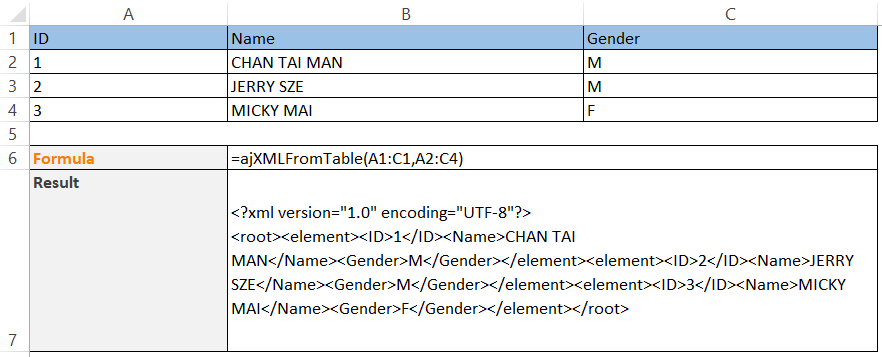 A B C
1 ID Name Gender
2 1 CHAN TAI MAN M
3 2 JERRY SZE M
4 3 MICKY MAI F
5
6 Formula =ajXMLFromTable(A1:C1,A2:C4)
Result
<?xml version="1.0" encoding="UTF-8"?>
<root><element><ID>1</ID><Name>CHAN TAI
MAN</Name><Gender>M</Gender></element><element><ID>2</ID><Name>JERRY
SZE</Name><Gender>M</Gender></element><element><ID>3</ID><Name>MICKY
MAI</Name><Gender>F</Gender></element></root>
7